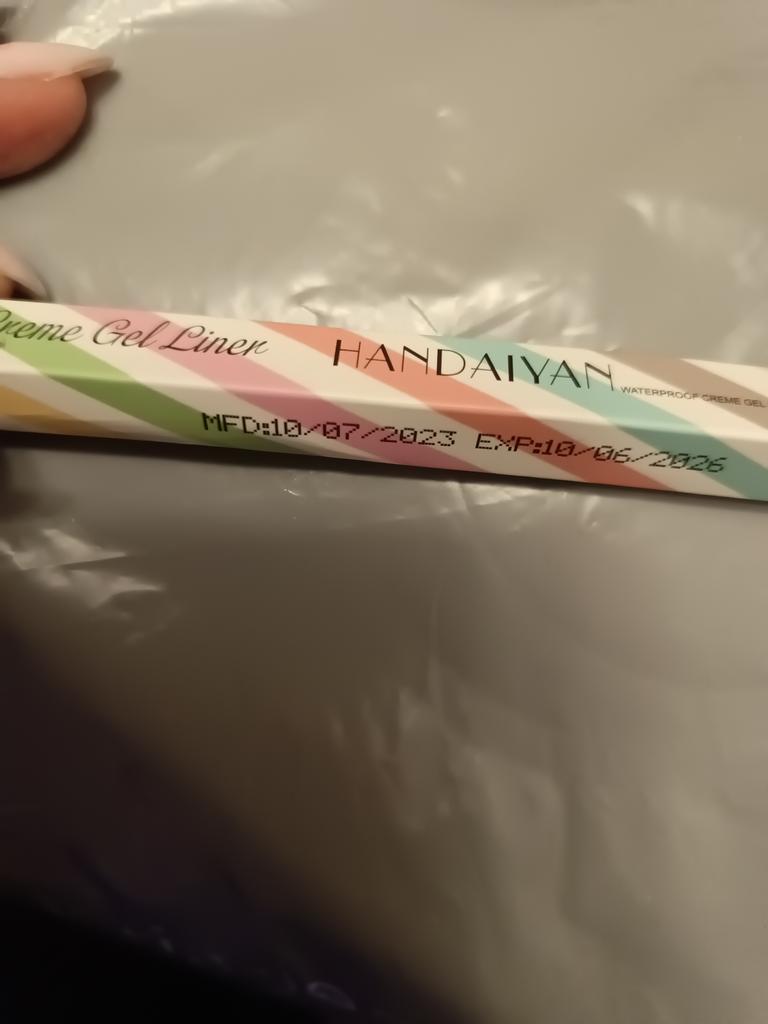 Creme Gel Liner
HANDAIYAN
WATERPROOF CREME GEL
MFD:10/07/2023 EXP:10/06/2026